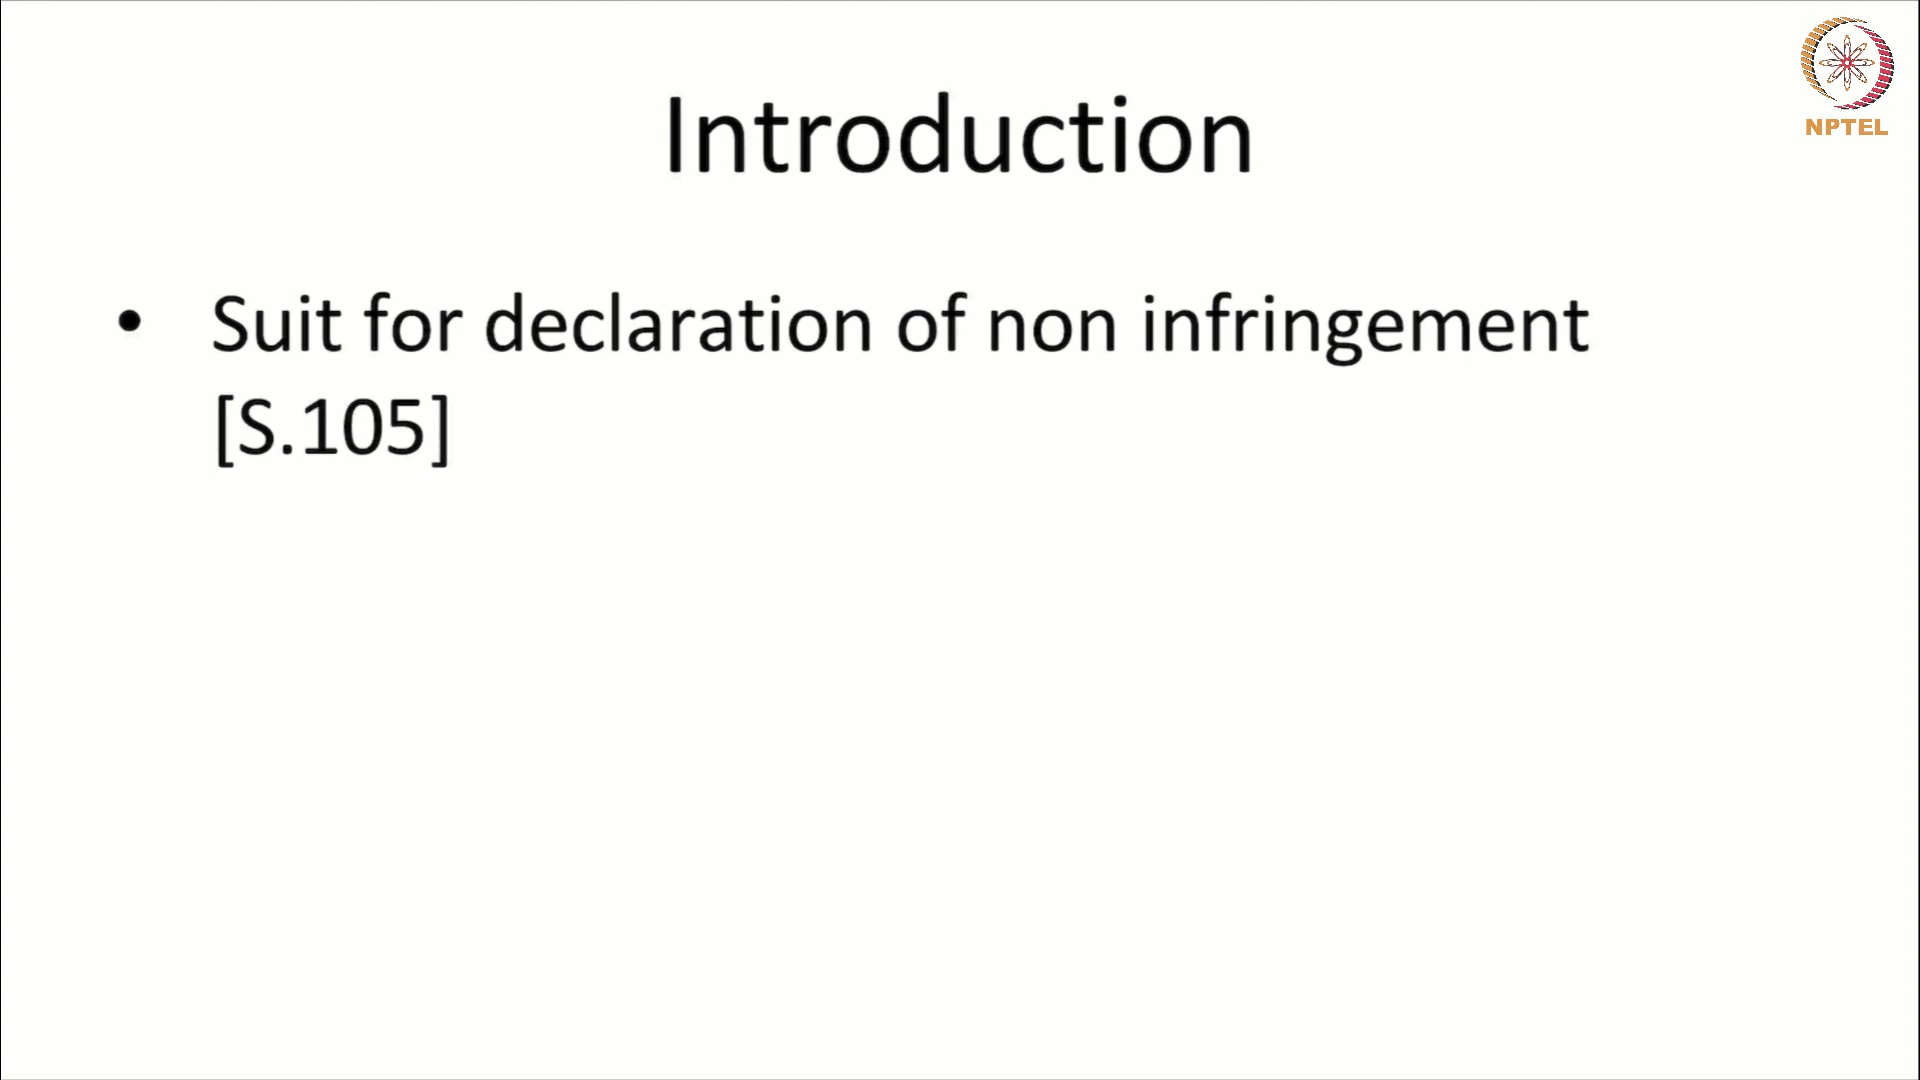 Introduction
NPTEL
• Suit for declaration of non infringement
[S.105]